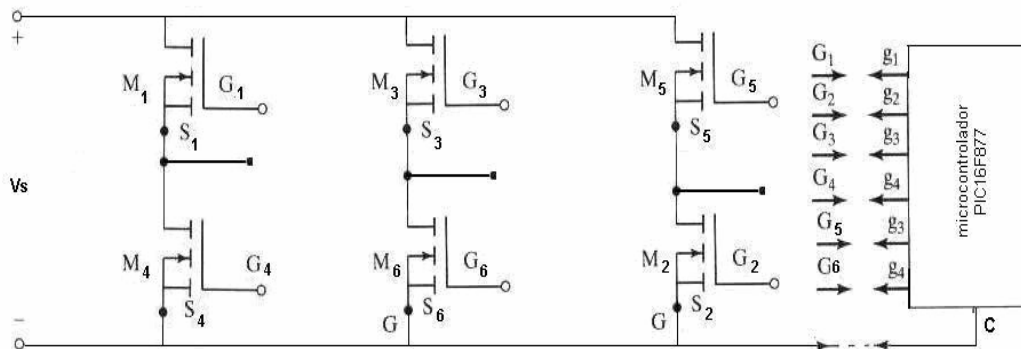 +
M1 G1 M3 G3 M5 G5
S1 S3 S5
Vs
M4 G4 M6 G6 M2 G2
S4 S6 S2
− G G
G1 g1
G2 g2
G3 g3
G4 g4
G5 g3
G6 g4
microcontrolador
PIC16F877
C